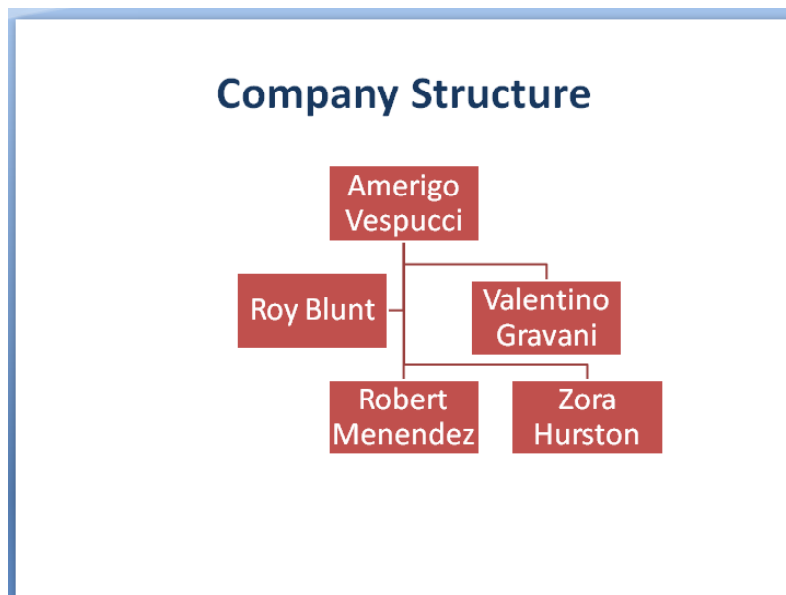 Company Structure
Amerigo
Vespucci
Roy Blunt
Valentino
Gravani
Robert
Menendez
Zora
Hurston